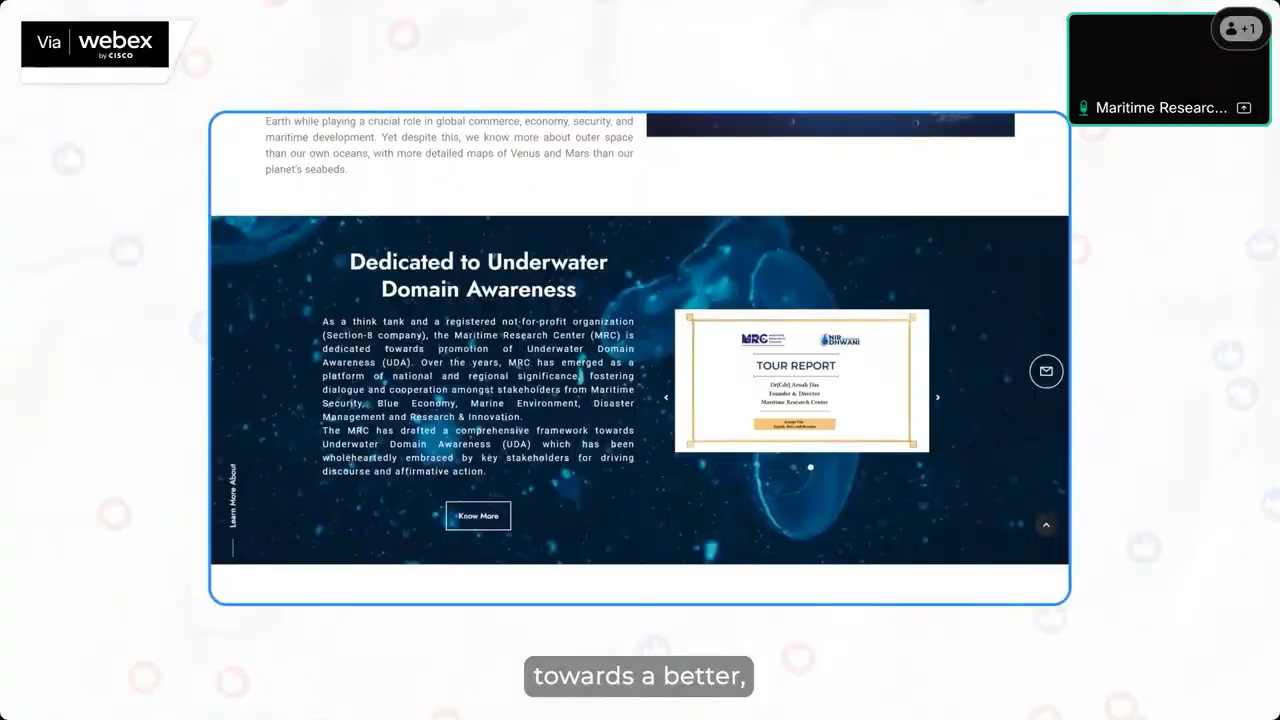 Via webex
by CISCO
+1
Maritime Researc...
Earth while playing a crucial role in global commerce, economy, security, and
maritime development. Yet despite this, we know more about outer space
than our own oceans, with more detailed maps of Venus and Mars than our
planet's seabeds.
Dedicated to Underwater
Domain Awareness
As a think tank and a registered not-for-profit organization
(Section-8 company), the Maritime Research Center (MRC) is
dedicated towards promotion of Underwater Domain
Awareness (UDA). Over the years, MRC has emerged as a
platform of national and regional significance, fostering
dialogue and cooperation amongst stakeholders from Maritime
Security, Blue Economy, Marine Environment, Disaster
Management and Research & Innovation.
The MRC has drafted a comprehensive framework towards
Underwater Domain Awareness (UDA) which has been
wholeheartedly embraced by key stakeholders for driving
discourse and affirmative action.
Know More
Learn More About
MRC
NIR
DHWANI
TOUR REPORT
Dr(Cdr) Arnab Das
Founder & Director
Maritime Research Center
towards a better,